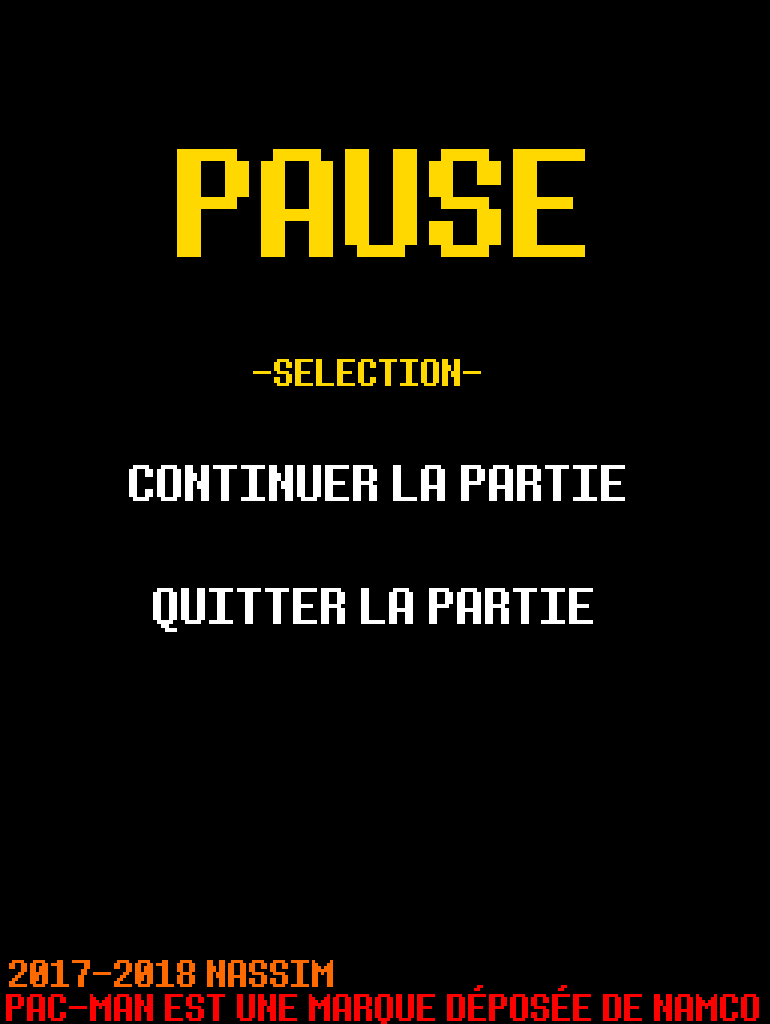 PAUSE
-SELECTION-
CONTINUER LA PARTIE
QUITTER LA PARTIE
2017-2018 NASSIM
PAC-MAN EST UNE MARQUE DÉPOSÉE DE NAMCO